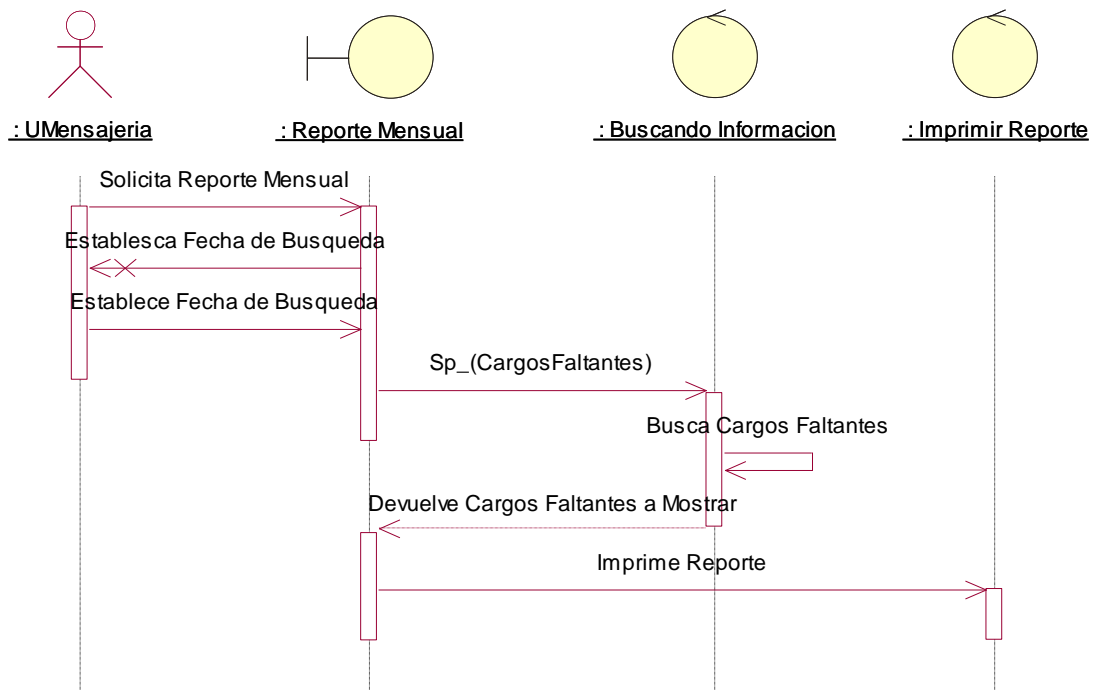 : UMensajeria
: Reporte Mensual
: Buscando Informacion
: Imprimir Reporte
Solicita Reporte Mensual
Establesca Fecha de Busqueda
Establece Fecha de Busqueda
Sp_(CargosFaltantes)
Busca Cargos Faltantes
Devuelve Cargos Faltantes a Mostrar
Imprime Reporte